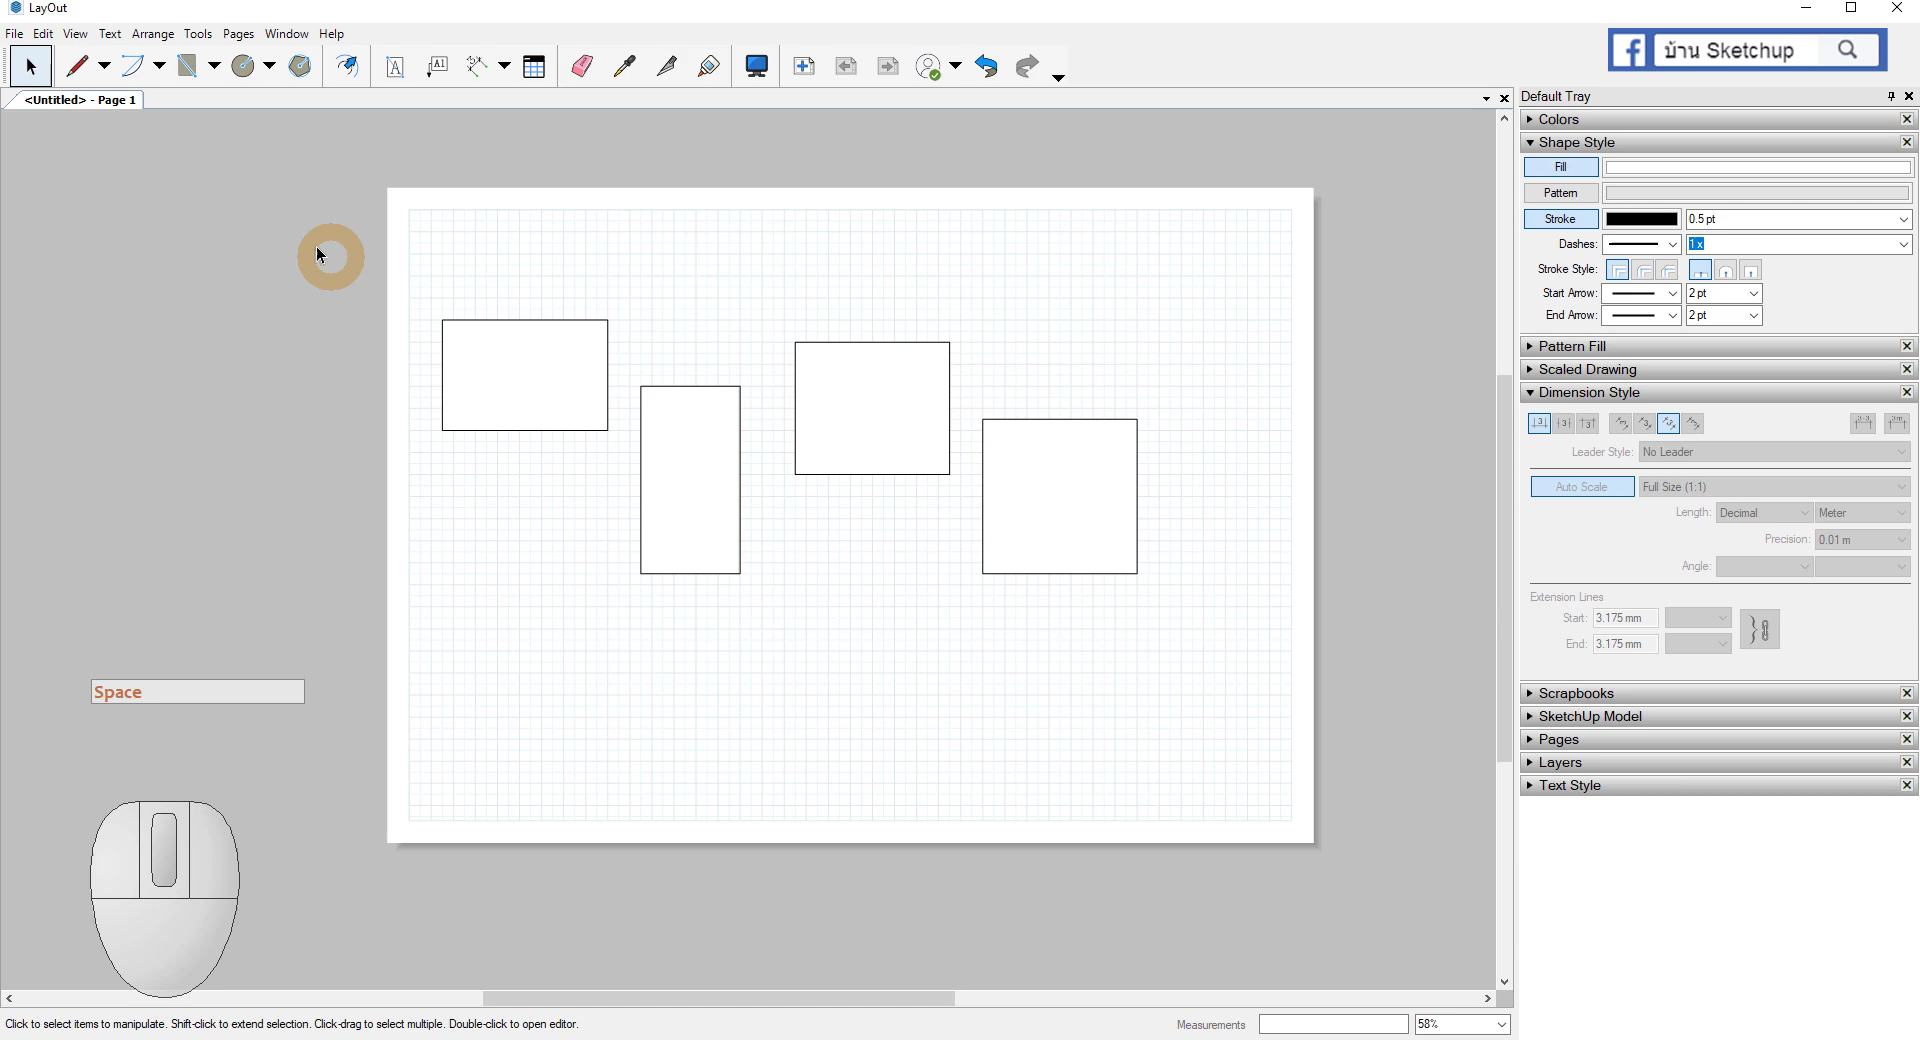 LayOut
File Edit View Text Arrange Tools Pages Window Help
บ้าน Sketchup
<Untitled> - Page 1
Default Tray
Colors
Shape Style
Fill
Pattern
Stroke 0.5 pt
Dashes: 1 x
Stroke Style:
Start Arrow: 2 pt
End Arrow: 2 pt
Pattern Fill
Scaled Drawing
Dimension Style
Leader Style: No Leader
Auto Scale Full Size (1:1)
Length: Decimal Meter
Precision: 0.01 m
Angle:
Extension Lines
Start: 3.175 mm
End: 3.175 mm
Scrapbooks
SketchUp Model
Pages
Layers
Text Style
Space
Click to select items to manipulate. Shift-click to extend selection. Click-drag to select multiple. Double-click to open editor.
Measurements 58%